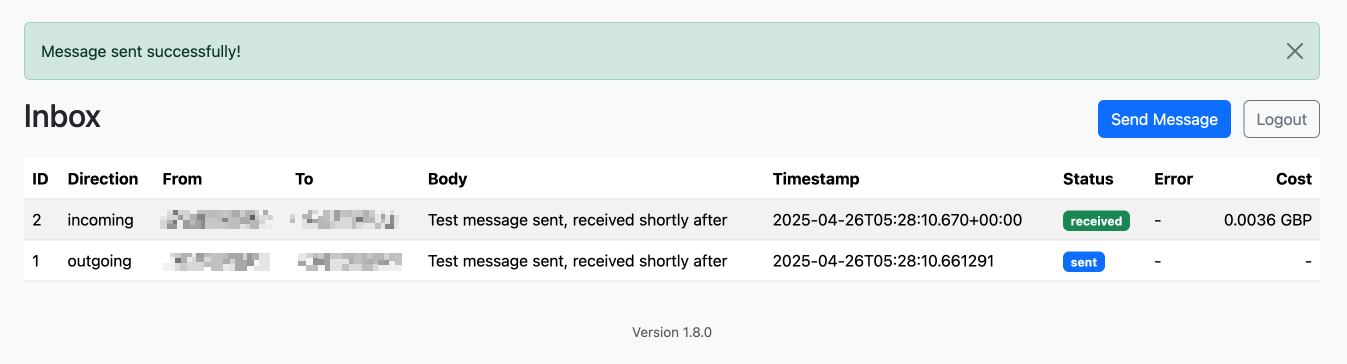 Message sent successfully!
Inbox
Send Message Logout
ID Direction From To Body Timestamp Status Error Cost
2 incoming Test message sent, received shortly after 2025-04-26T05:28:10.670+00:00 received - 0.0036 GBP
1 outgoing Test message sent, received shortly after 2025-04-26T05:28:10.661291 sent - -
Version 1.8.0